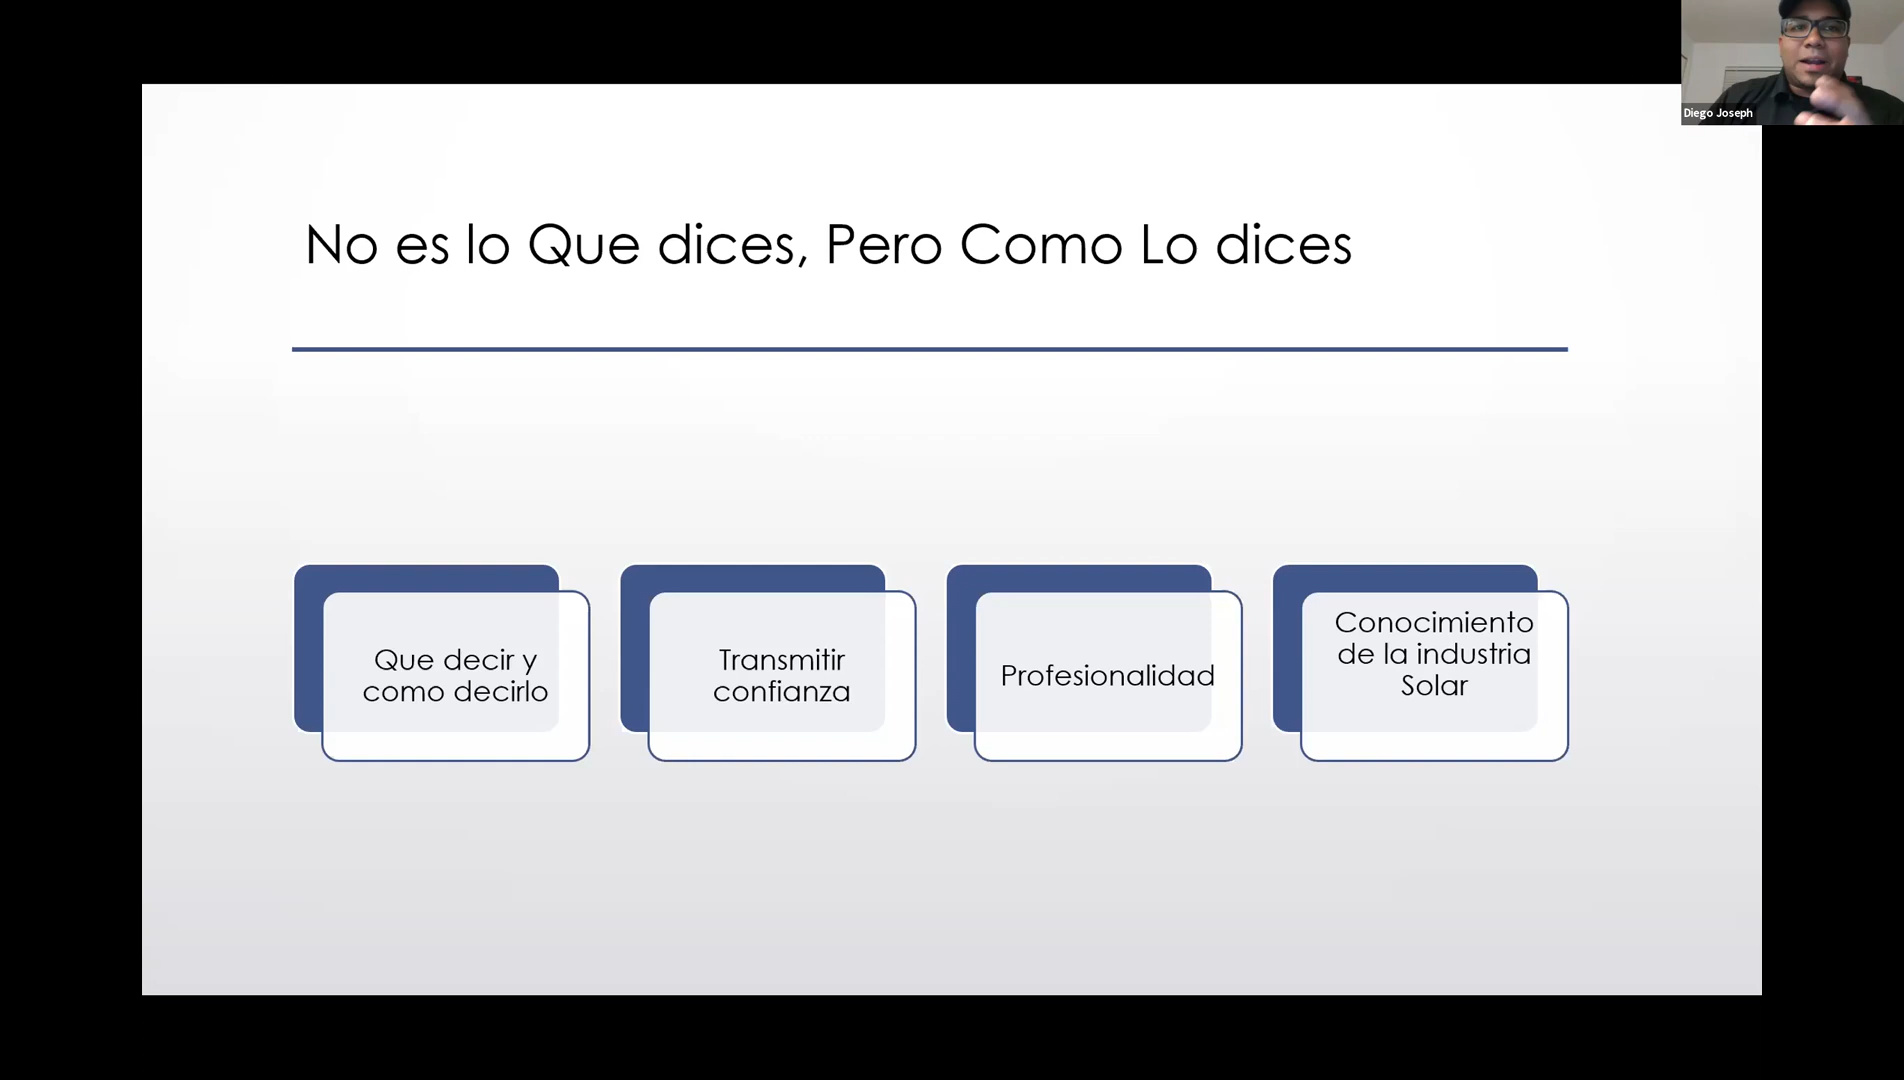 Diego Joseph
No es lo Que dices, Pero Como Lo dices
Que decir y
como decirlo
Transmitir
confianza
Profesionalidad
Conocimiento
de la industria
Solar